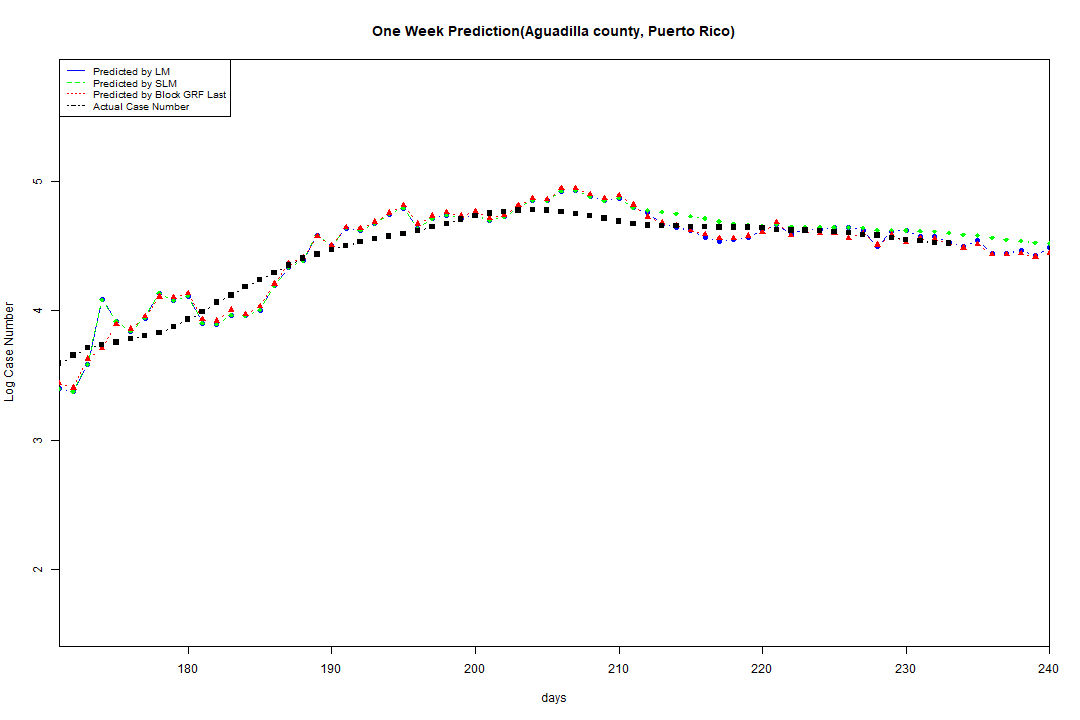 One Week Prediction(Aguadilla county, Puerto Rico)
Predicted by LM
Predicted by SLM
Predicted by Block GRF Last
Actual Case Number
5
4
3
2
Log Case Number
180 190 200 210 220 230 240
days